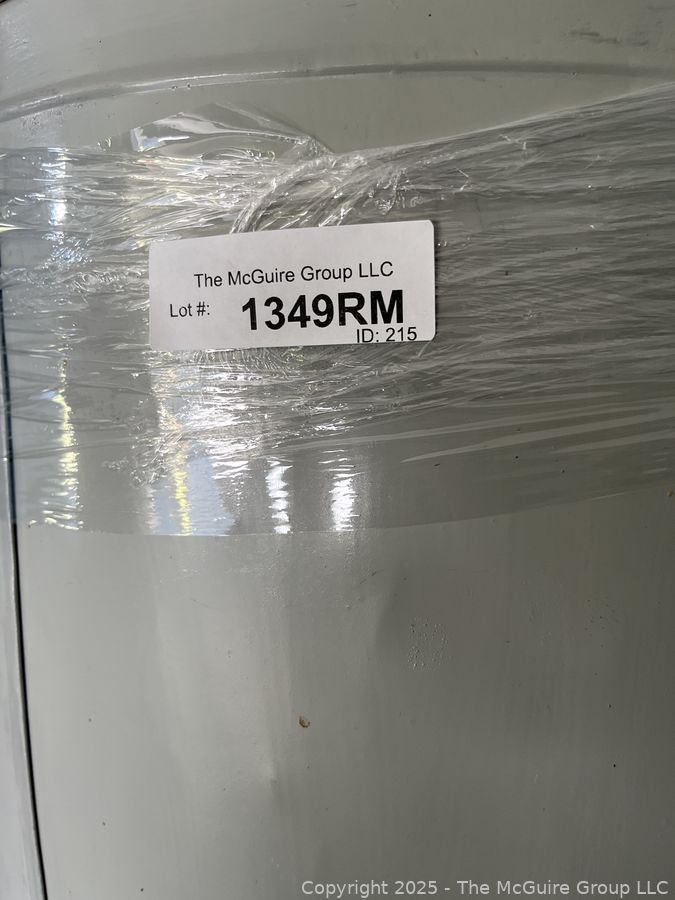 The McGuire Group LLC
Lot #: 1349RM
ID: 215
Copyright 2025 - The McGuire Group LLC